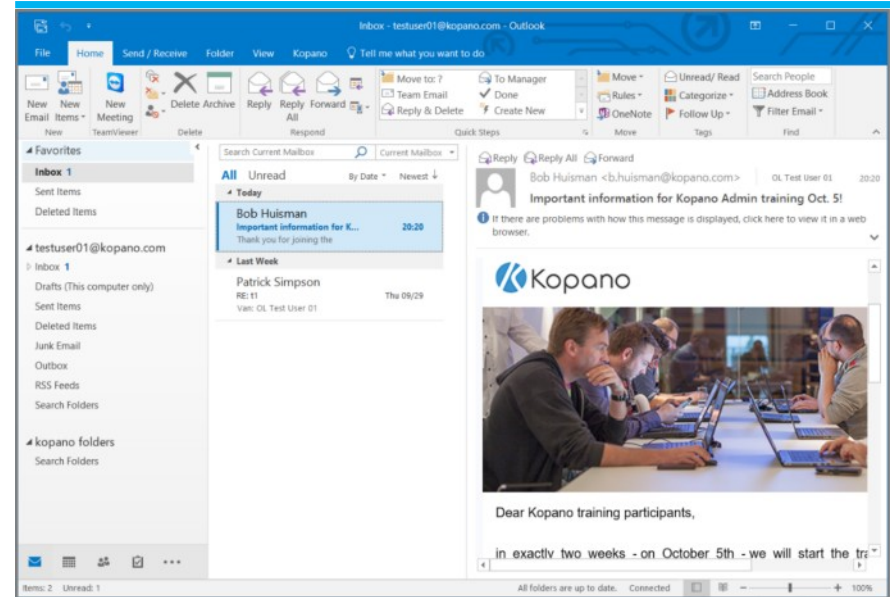 Inbox - testuser01@kopano.com - Outlook
File Home Send / Receive Folder View Kopano Tell me what you want to do
New Email New Items New Meeting Delete Archive Reply Reply All Forward
Move to: ? To Manager
Team Email Done
Reply & Delete Create New
Move Rules OneNote
Unread/ Read Categorize Follow Up
Search People
Address Book
Filter Email
New TeamViewer Delete Respond Quick Steps Move Tags Find
Favorites
Inbox 1
Sent Items
Deleted Items
testuser01@kopano.com
Inbox 1
Drafts (This computer only)
Sent Items
Deleted Items
Junk Email
Outbox
RSS Feeds
Search Folders
kopano folders
Search Folders
Search Current Mailbox Current Mailbox
All Unread By Date Newest
Today
Bob Huisman
Important information for K... 20:20
Thank you for joining the
Last Week
Patrick Simpson
RE: t1 Thu 09/29
Van: OL Test User 01
Reply Reply All Forward
Bob Huisman <b.huisman@kopano.com> OL Test User 01 20:20
Important information for Kopano Admin training Oct. 5!
If there are problems with how this message is displayed, click here to view it in a web
browser.
Kopano
Dear Kopano training participants,
in exactly two weeks - on October 5th - we will start the tra
Items: 2 Unread: 1 All folders are up to date. Connected 100%